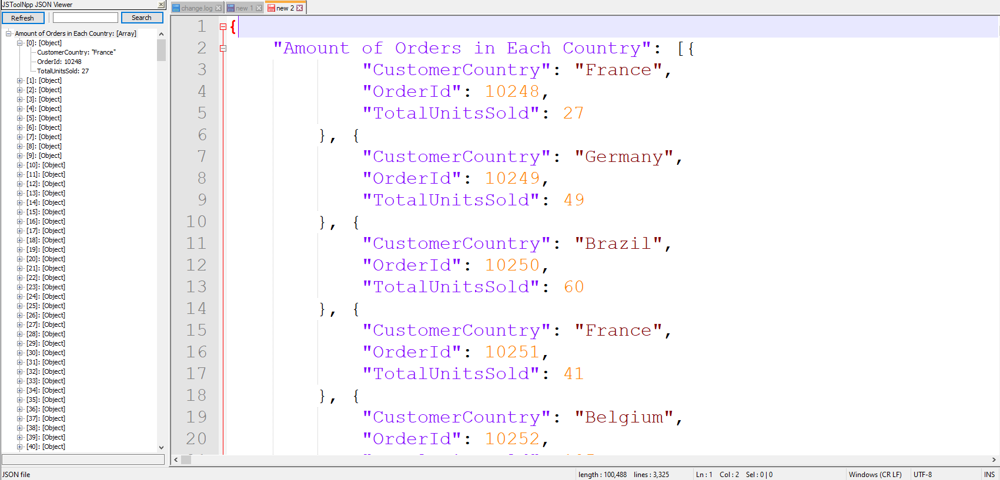 JSToolNpp JSON Viewer
Refresh
Search
Amount of Orders in Each Country: [Array]
[0]: [Object]
CustomerCountry: "France"
OrderId: 10248
TotalUnitsSold: 27
[1]: [Object]
[2]: [Object]
[3]: [Object]
[4]: [Object]
[5]: [Object]
[6]: [Object]
[7]: [Object]
[8]: [Object]
[9]: [Object]
[10]: [Object]
[11]: [Object]
[12]: [Object]
[13]: [Object]
[14]: [Object]
[15]: [Object]
[16]: [Object]
[17]: [Object]
[18]: [Object]
[19]: [Object]
[20]: [Object]
[21]: [Object]
[22]: [Object]
[23]: [Object]
[24]: [Object]
[25]: [Object]
[26]: [Object]
[27]: [Object]
[28]: [Object]
[29]: [Object]
[30]: [Object]
[31]: [Object]
[32]: [Object]
[33]: [Object]
[34]: [Object]
[35]: [Object]
[36]: [Object]
[37]: [Object]
[38]: [Object]
[39]: [Object]
[40]: [Object]
change.log new 1 new 2
1 {
2 "Amount of Orders in Each Country": [{
3 "CustomerCountry": "France",
4 "OrderId": 10248,
5 "TotalUnitsSold": 27
6 }, {
7 "CustomerCountry": "Germany",
8 "OrderId": 10249,
9 "TotalUnitsSold": 49
10 }, {
11 "CustomerCountry": "Brazil",
12 "OrderId": 10250,
13 "TotalUnitsSold": 60
14 }, {
15 "CustomerCountry": "France",
16 "OrderId": 10251,
17 "TotalUnitsSold": 41
18 }, {
19 "CustomerCountry": "Belgium",
20 "OrderId": 10252,
JSON file length : 100,488 lines : 3,325 Ln : 1 Col : 2 Sel : 0 | 0 Windows (CR LF) UTF-8 INS